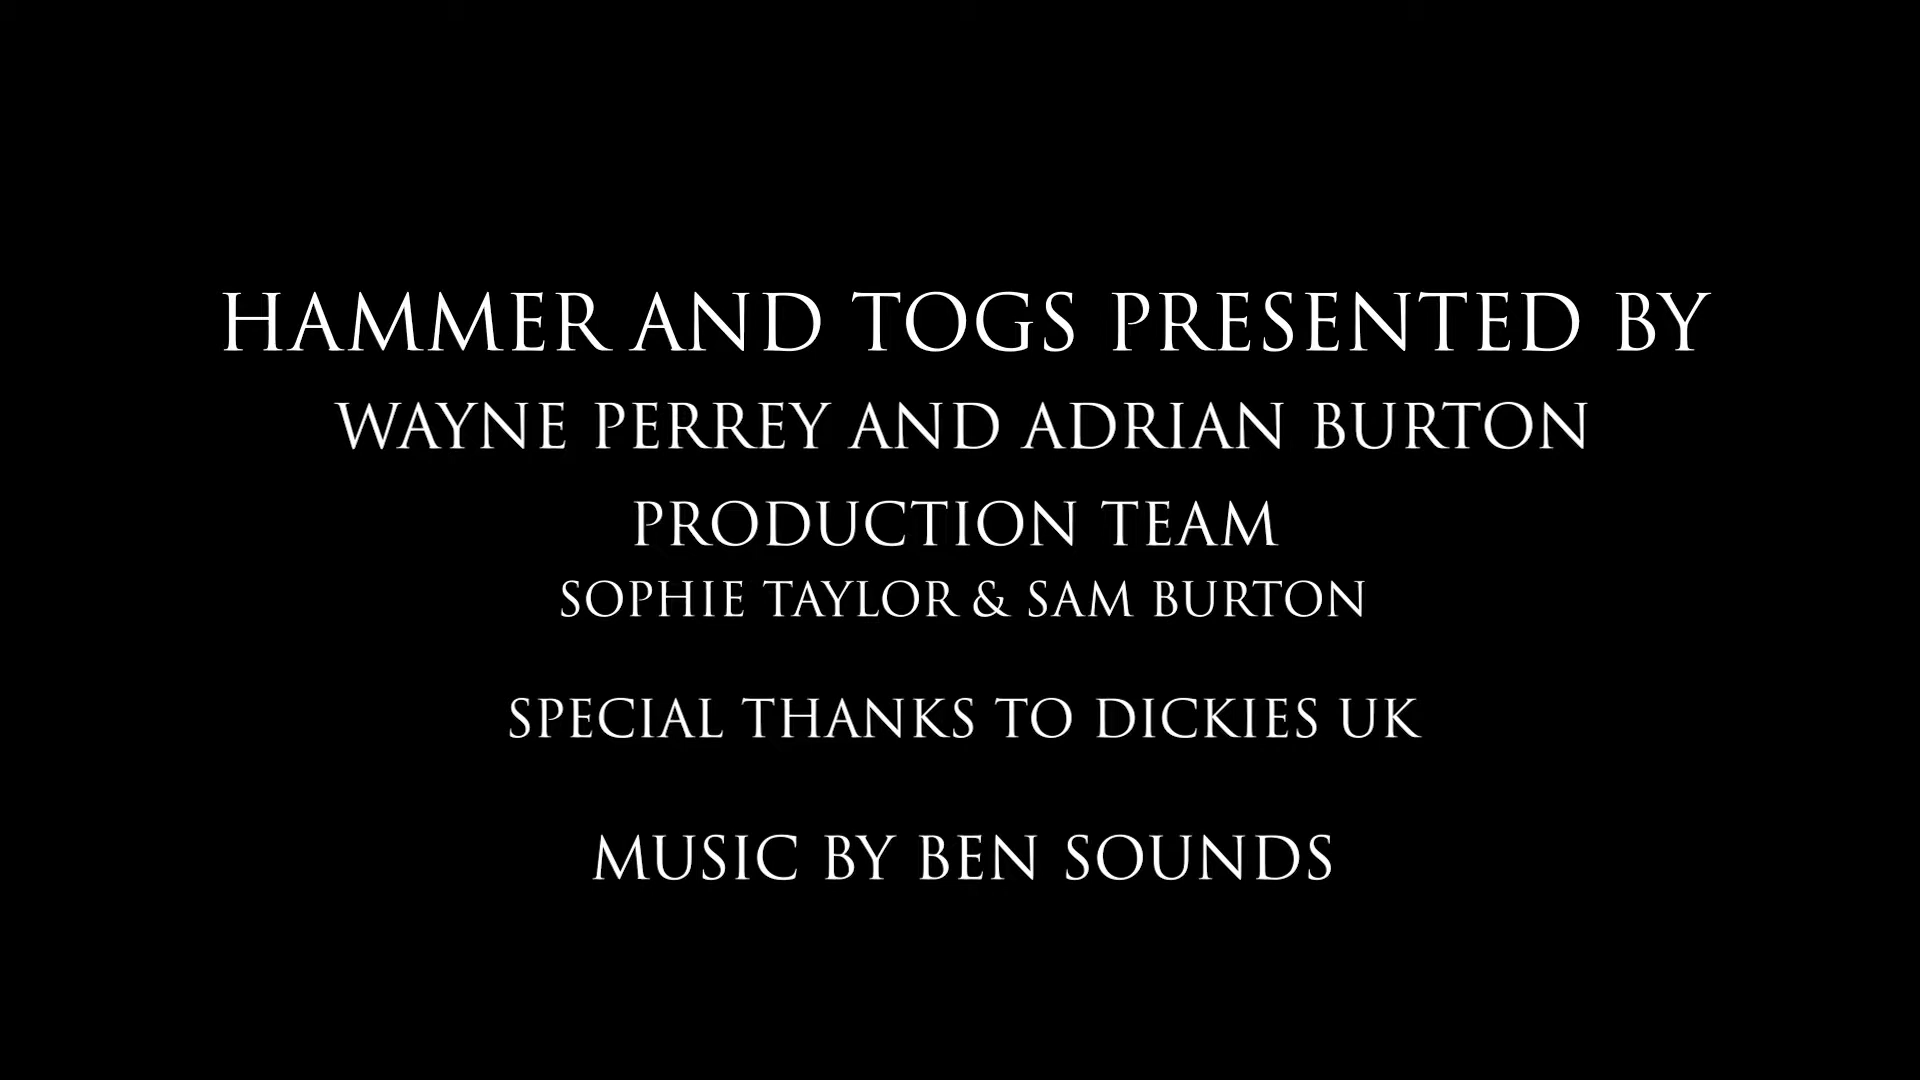 HAMMER AND TOGS PRESENTED BY
WAYNE PERREY AND ADRIAN BURTON
PRODUCTION TEAM
SOPHIE TAYLOR & SAM BURTON
SPECIAL THANKS TO DICKIES UK
MUSIC BY BEN SOUNDS